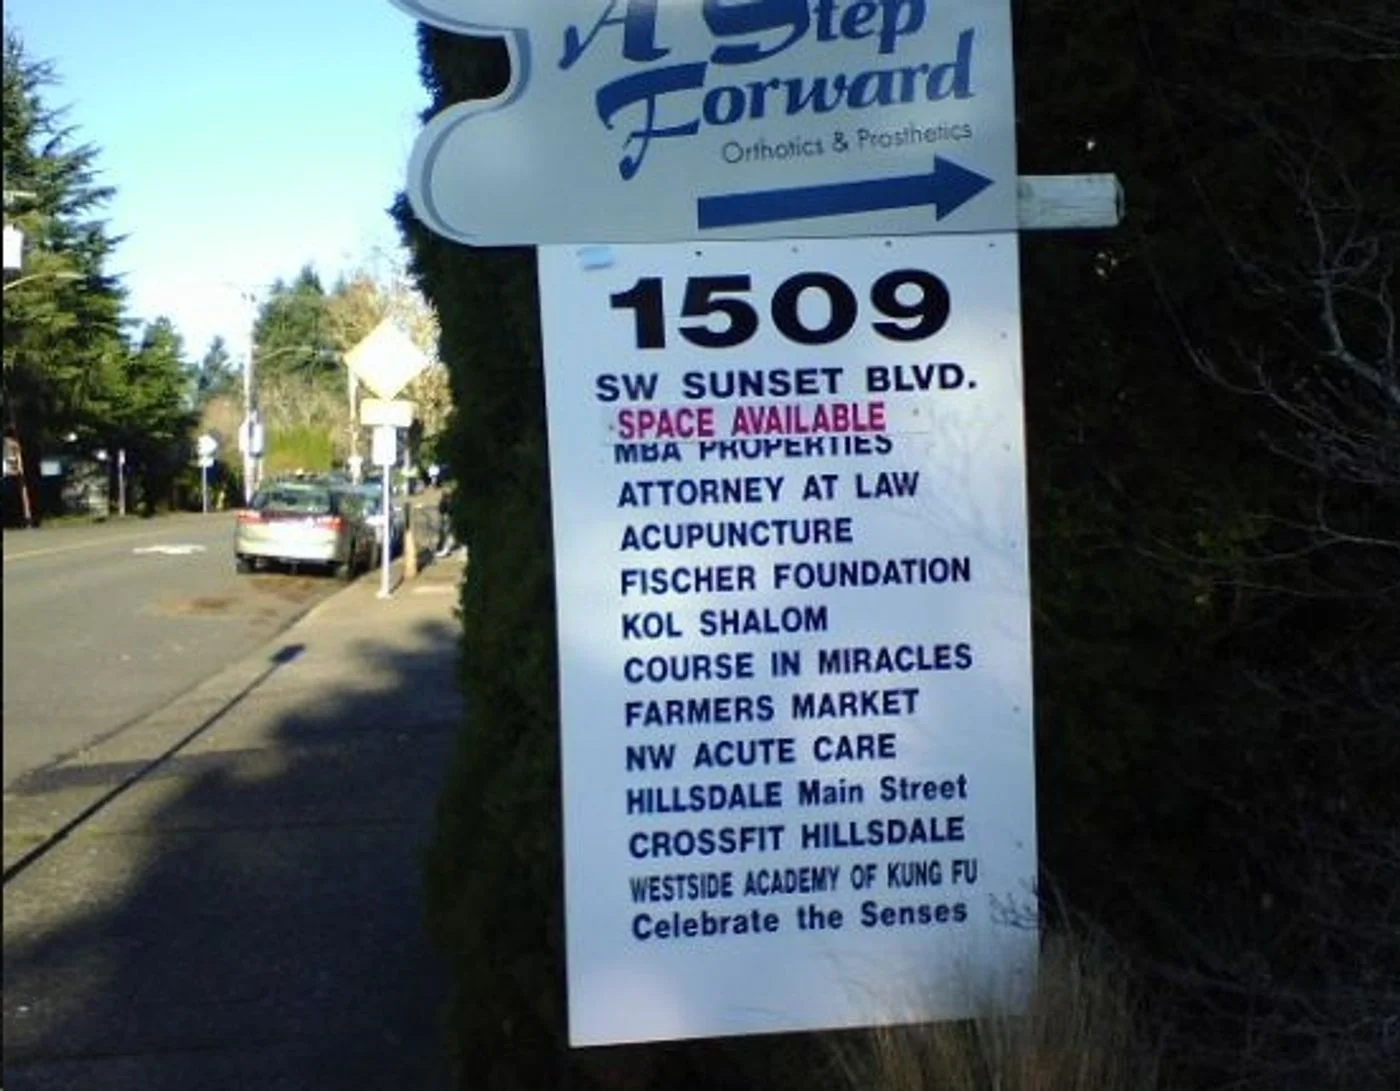 A Step
Forward
Orthotics & Prosthetics
1509
SW SUNSET BLVD.
SPACE AVAILABLE
MBA PROPERTIES
ATTORNEY AT LAW
ACUPUNCTURE
FISCHER FOUNDATION
KOL SHALOM
COURSE IN MIRACLES
FARMERS MARKET
NW ACUTE CARE
HILLSDALE Main Street
CROSSFIT HILLSDALE
WESTSIDE ACADEMY OF KUNG FU
Celebrate the Senses